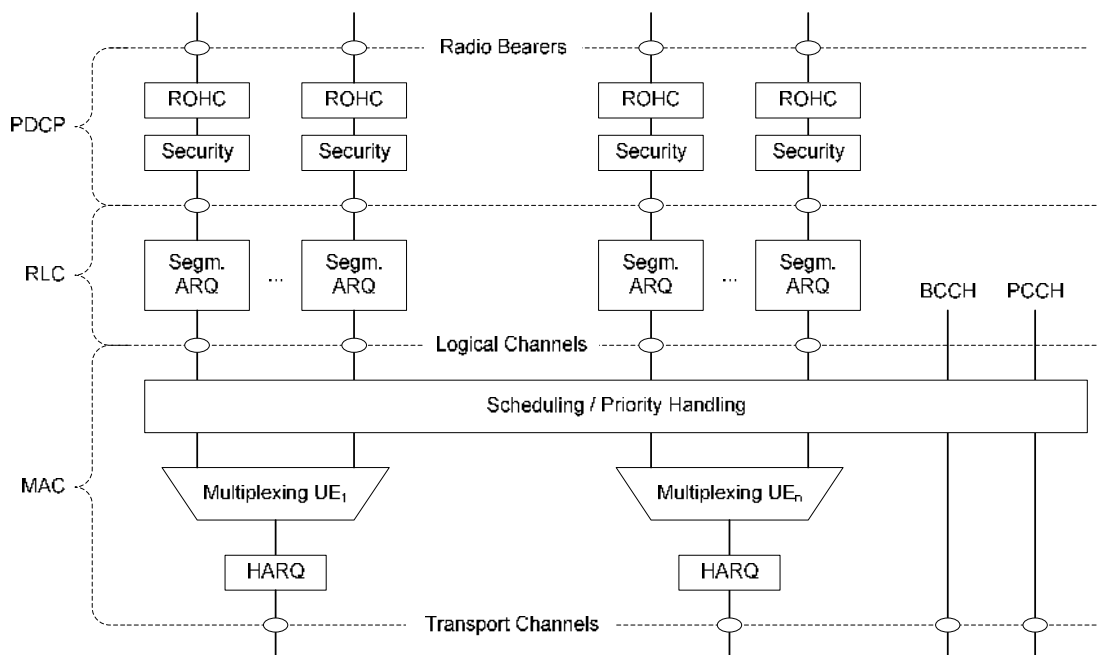 Radio Bearers
ROHC ROHC ROHC ROHC
PDCP
Security Security Security Security
Segm. Segm. Segm. Segm.
RLC ... ...
ARQ ARQ ARQ ARQ
BCCH PCCH
Logical Channels
Scheduling / Priority Handling
MAC
Multiplexing UE1 Multiplexing UEn
HARQ HARQ
Transport Channels